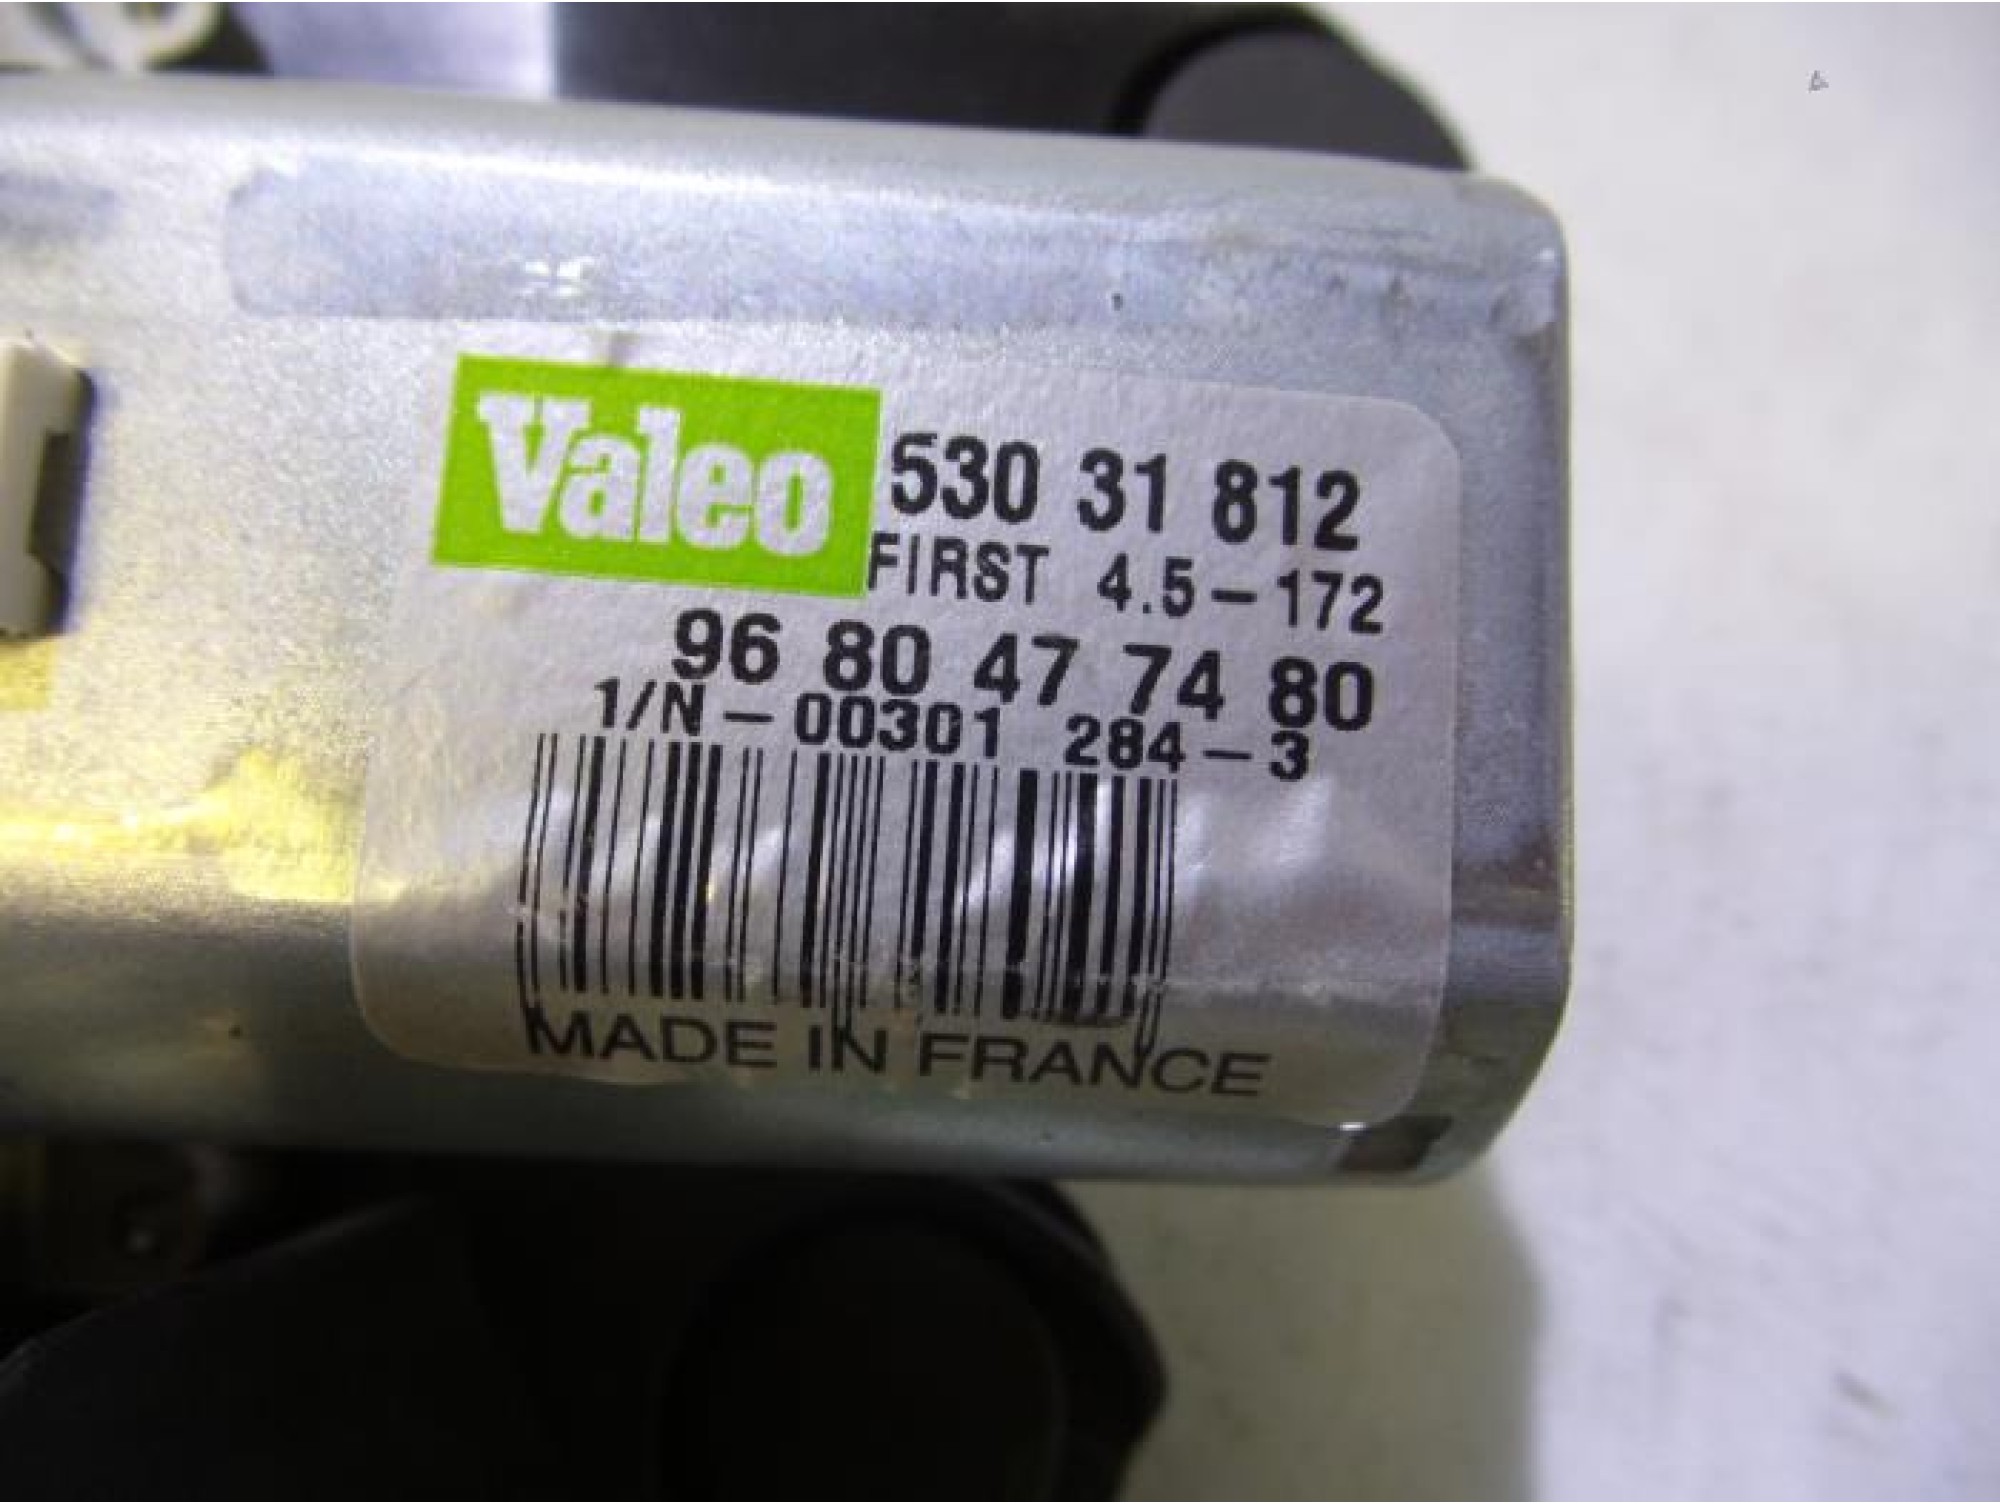 Valeo 530 31 812
FIRST 4.5-172
96 80 47 74 80
1/N-00301 284-3
MADE IN FRANCE